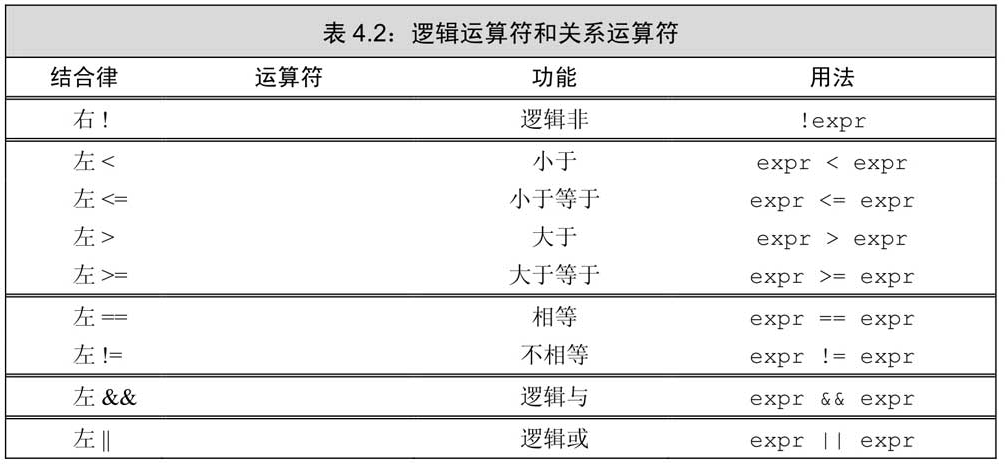 表 4.2：逻辑运算符和关系运算符
结合律 运算符 功能 用法
右 ! 逻辑非 !expr
左 < 小于 expr < expr
左 <= 小于等于 expr <= expr
左 > 大于 expr > expr
左 >= 大于等于 expr >= expr
左 == 相等 expr == expr
左 != 不相等 expr != expr
左 && 逻辑与 expr && expr
左 || 逻辑或 expr || expr